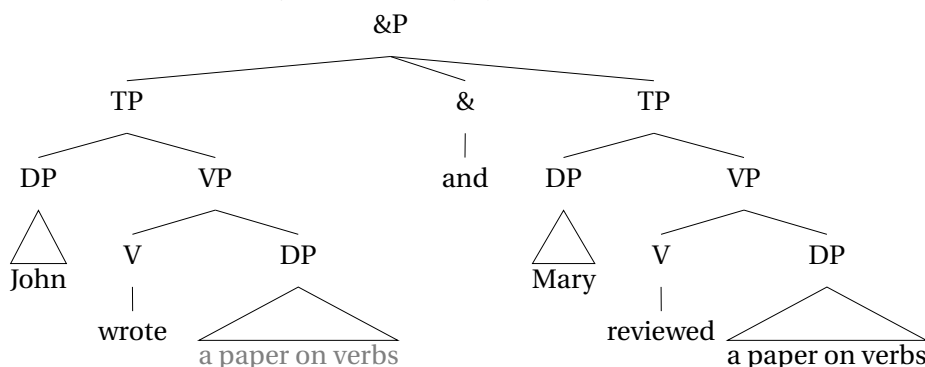 &P
TP & TP
DP VP and DP VP
John V DP Mary V DP
wrote a paper on verbs reviewed a paper on verbs